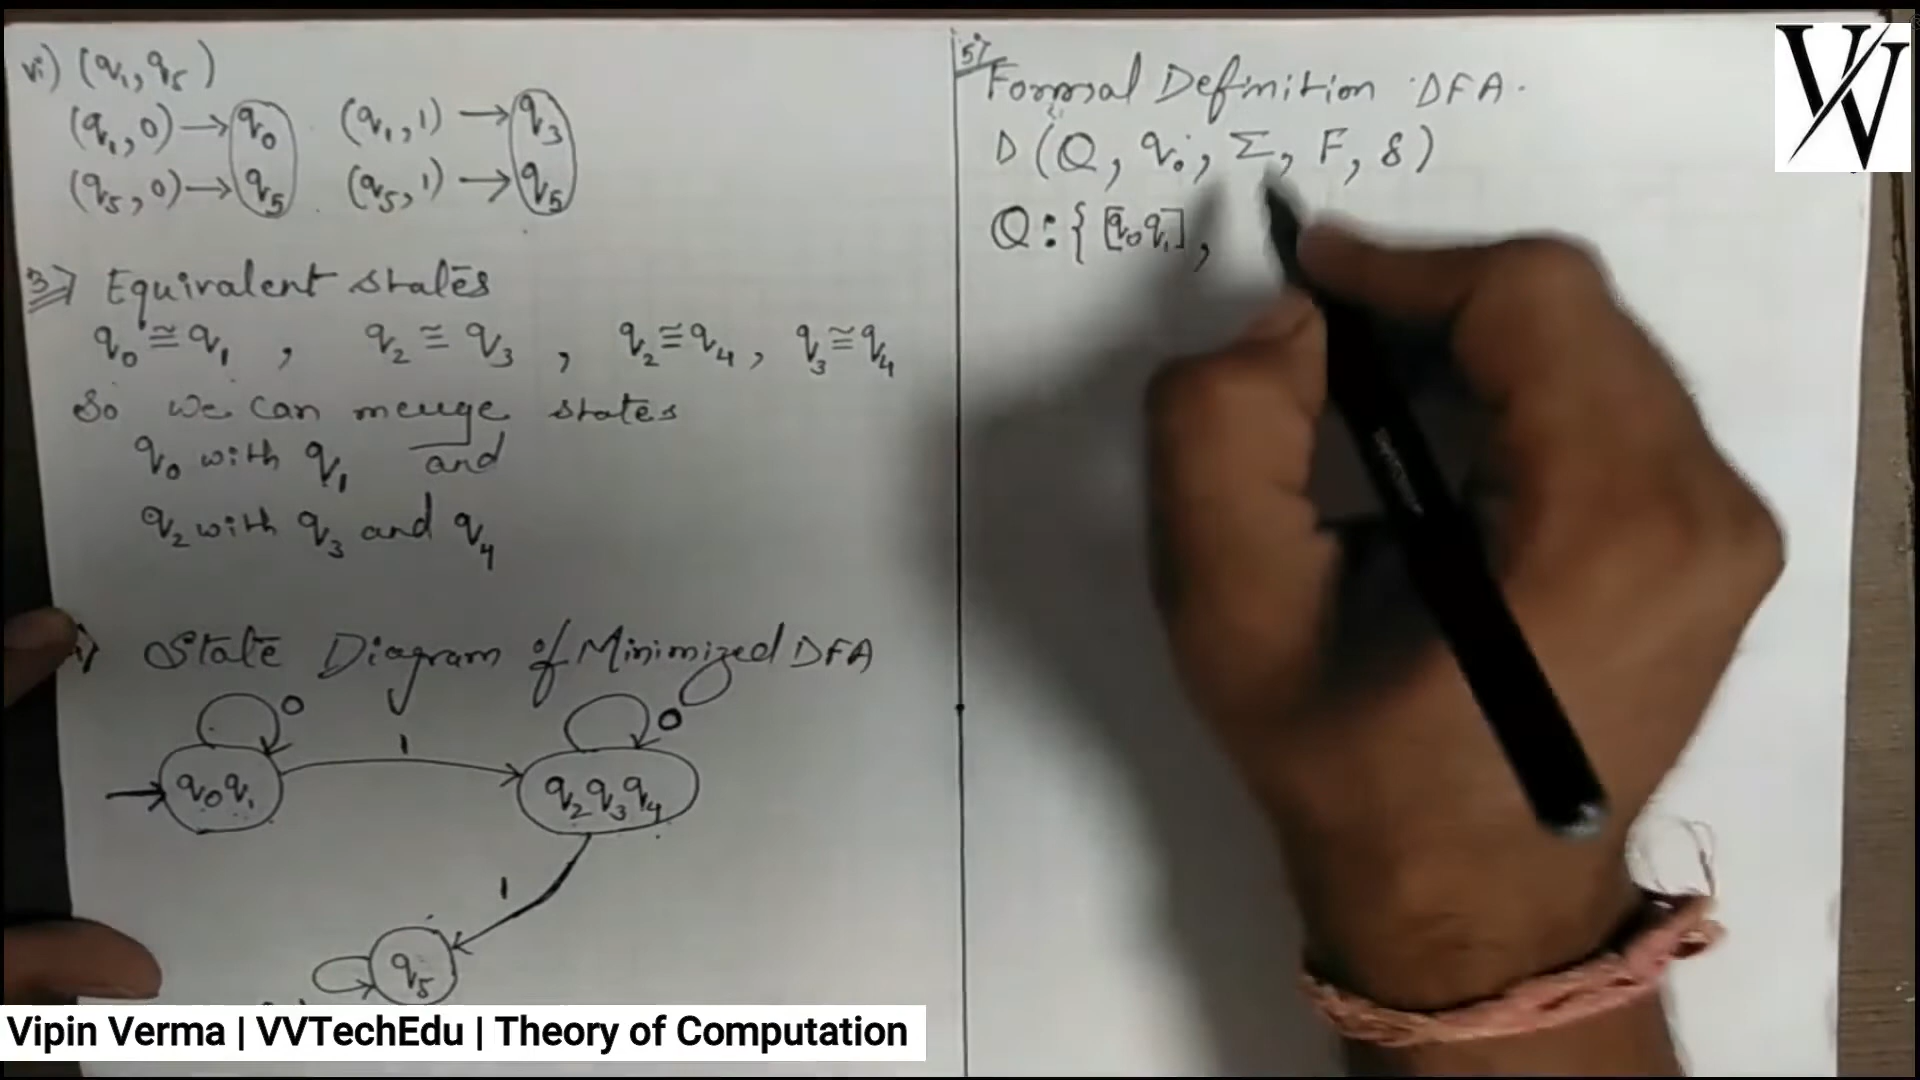 vi) (q₁, q₅)
(q₁, 0) → q₀ (q₁, 1) → q₃
(q₅, 0) → q₅ (q₅, 1) → q₅
3) Equivalent states
q₀ ≅ q₁ , q₂ ≅ q₃ , q₂ ≅ q₄ , q₃ ≅ q₄
So we can merge states
q₀ with q₁ and
q₂ with q₃ and q₄
State Diagram of Minimized DFA
0
0
1
q₀q₁
q₂q₃q₄
1
q₅
5)
Formal Definition DFA.
D (Q, q₀, Σ, F, δ)
Q : { [q₀q₁],
VV
Vipin Verma | VVTechEdu | Theory of Computation